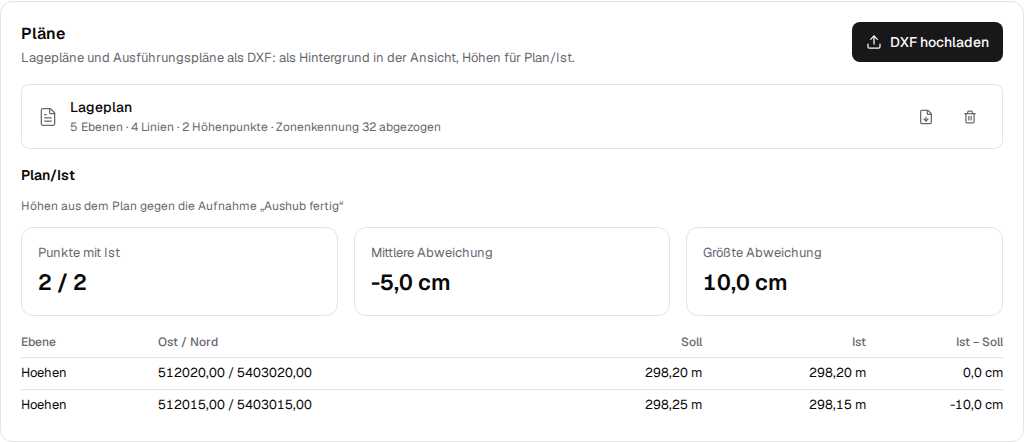 Pläne
DXF hochladen
Lagepläne und Ausführungspläne als DXF: als Hintergrund in der Ansicht, Höhen für Plan/Ist.
Lageplan
5 Ebenen · 4 Linien · 2 Höhenpunkte · Zonenkennung 32 abgezogen
Plan/Ist
Höhen aus dem Plan gegen die Aufnahme „Aushub fertig“
Punkte mit Ist
2 / 2
Mittlere Abweichung
-5,0 cm
Größte Abweichung
10,0 cm
Ebene Ost / Nord Soll Ist Ist − Soll
Hoehen 512020,00 / 5403020,00 298,20 m 298,20 m 0,0 cm
Hoehen 512015,00 / 5403015,00 298,25 m 298,15 m -10,0 cm